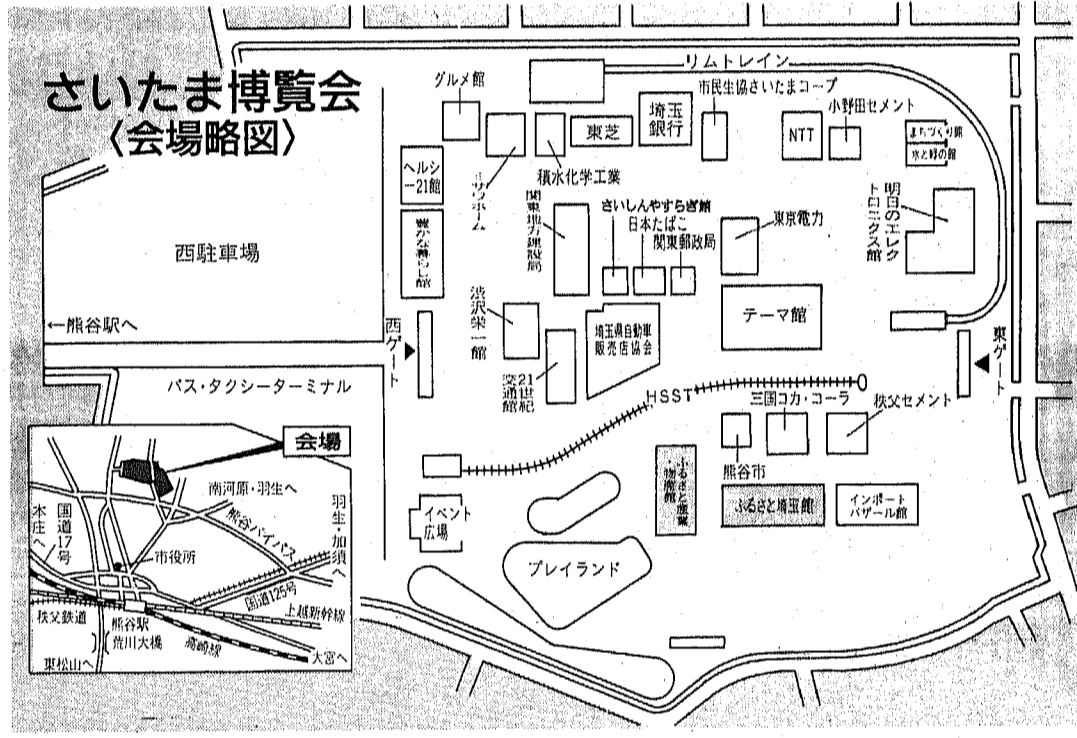 さいたま博覧会
〈会場略図〉
リムトレイン
グルメ館
市民生協さいたまコープ
小野田セメント
埼玉
銀行
東芝
NTT
まちづくり館
水と緑の館
ヘルシ
ー21館
ミサワホーム
積水化学工業
豊かな暮らし館
関東地方建設局
さいしんやすらぎ館
日本たばこ
関東郵政局
東京電力
明日のエレク
トロニクス館
西駐車場
渋沢栄一館
テーマ館
埼玉県自動車
販売店協会
←熊谷駅へ
西ゲート
東ゲート
21世紀
交通館
バス・タクシーターミナル
HSST
三国コカ・コーラ
秩父セメント
熊谷市
ふるさと産業
・物産館
ふるさと埼玉館
インポート
バザール館
イベント
広場
プレイランド
会場
南河原・羽生へ
羽生・加須へ
熊谷バイパス
国道17号
本庄へ
市役所
国道125号
上越新幹線
秩父鉄道
熊谷駅
荒川大橋
高崎線
大宮へ
東松山へ